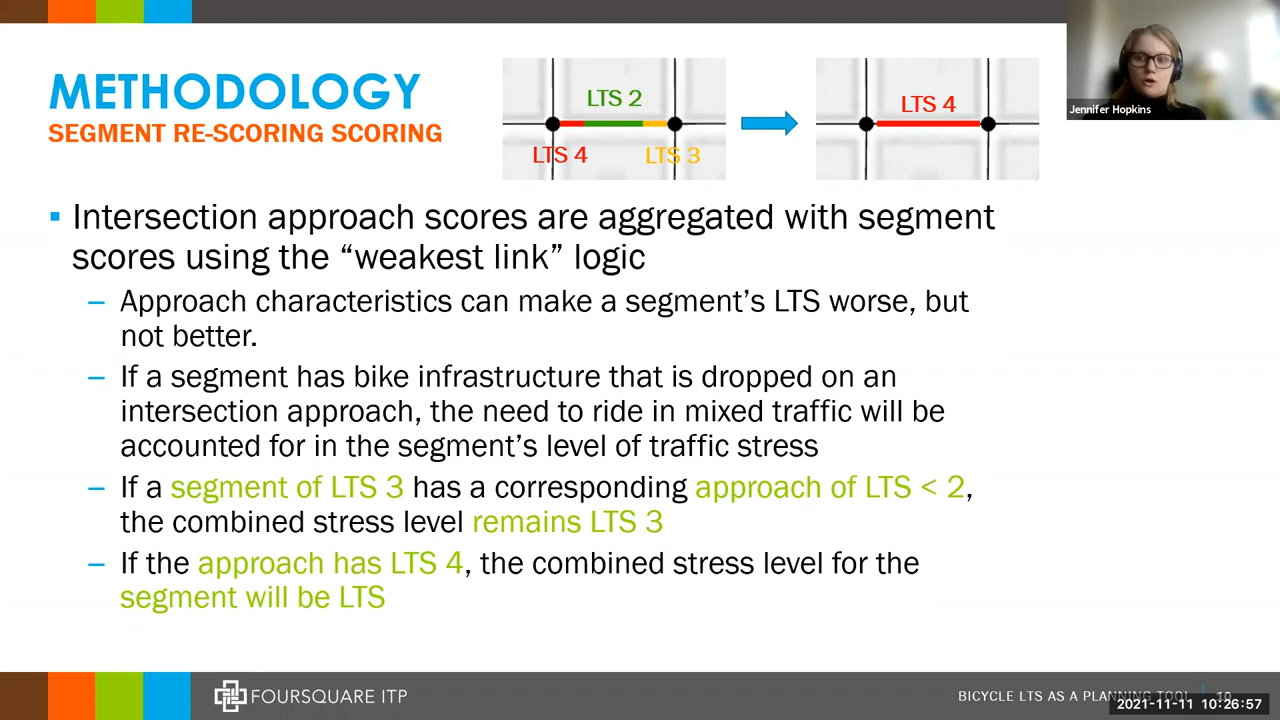 METHODOLOGY
SEGMENT RE-SCORING SCORING
LTS 2
LTS 4
LTS 3
LTS 4
Jennifer Hopkins
▪ Intersection approach scores are aggregated with segment
scores using the “weakest link” logic
– Approach characteristics can make a segment’s LTS worse, but
not better.
– If a segment has bike infrastructure that is dropped on an
intersection approach, the need to ride in mixed traffic will be
accounted for in the segment’s level of traffic stress
– If a segment of LTS 3 has a corresponding approach of LTS < 2,
the combined stress level remains LTS 3
– If the approach has LTS 4, the combined stress level for the
segment will be LTS
FOURSQUARE ITP
BICYCLE LTS AS A PLANNING TOOL
2021-11-11 10:26:57